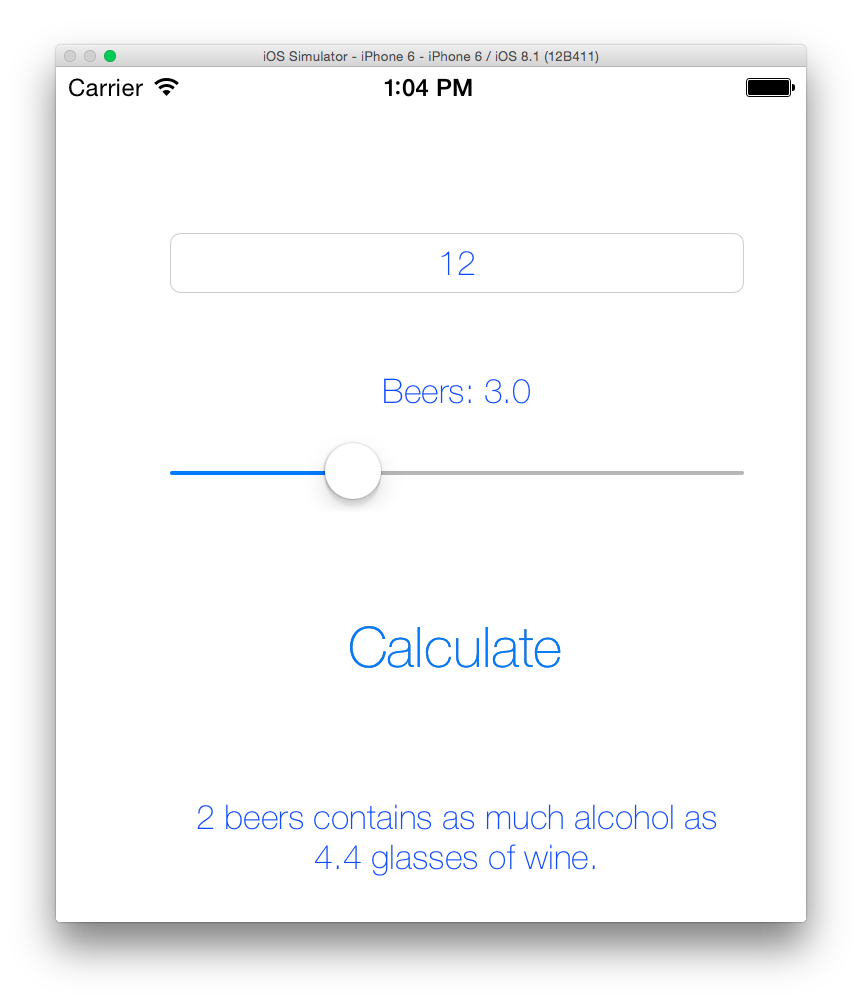 iOS Simulator - iPhone 6 - iPhone 6 / iOS 8.1 (12B411)
Carrier 1:04 PM
12
Beers: 3.0
Calculate
2 beers contains as much alcohol as
4.4 glasses of wine.